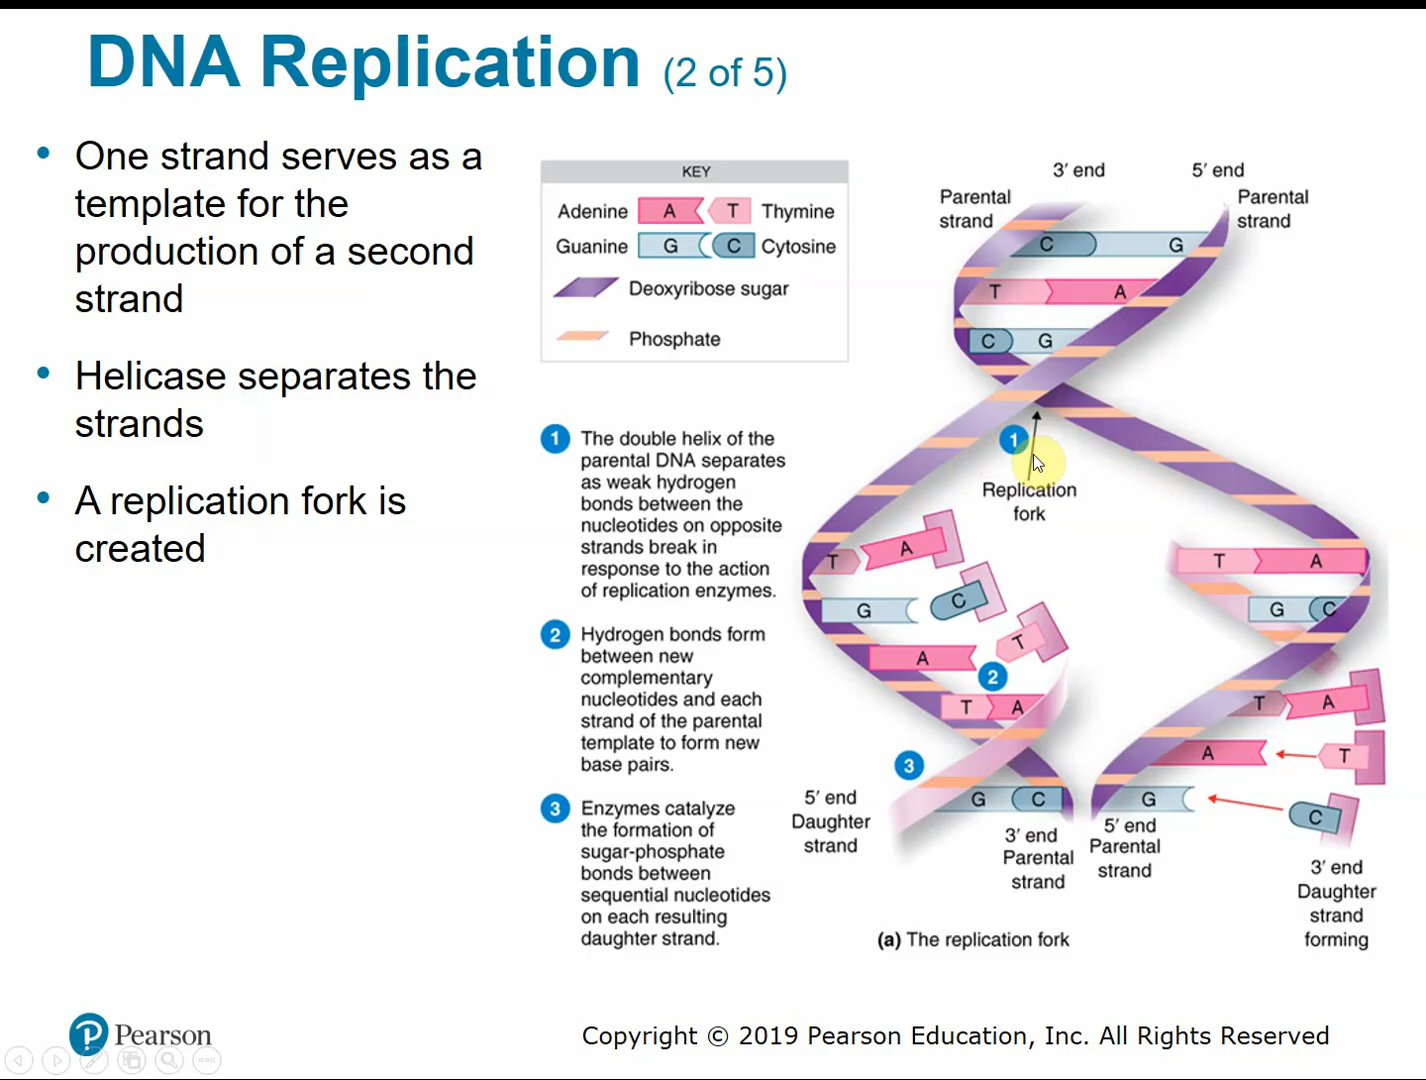 DNA Replication (2 of 5)
• One strand serves as a
template for the
production of a second
strand
• Helicase separates the
strands
• A replication fork is
created
KEY
Adenine A T Thymine
Guanine G C Cytosine
Deoxyribose sugar
Phosphate
1 The double helix of the
parental DNA separates
as weak hydrogen
bonds between the
nucleotides on opposite
strands break in
response to the action
of replication enzymes.
2 Hydrogen bonds form
between new
complementary
nucleotides and each
strand of the parental
template to form new
base pairs.
3 Enzymes catalyze
the formation of
sugar-phosphate
bonds between
sequential nucleotides
on each resulting
daughter strand.
3′ end 5′ end
Parental
strand
Parental
strand
C G
T A
C G
1
Replication
fork
T A
G C
A T
2
T A
3
G C
T A
G C
T A
A T
G C
5′ end
Daughter
strand
3′ end
Parental
strand
5′ end
Parental
strand
3′ end
Daughter
strand
forming
(a) The replication fork
P Pearson
Copyright © 2019 Pearson Education, Inc. All Rights Reserved